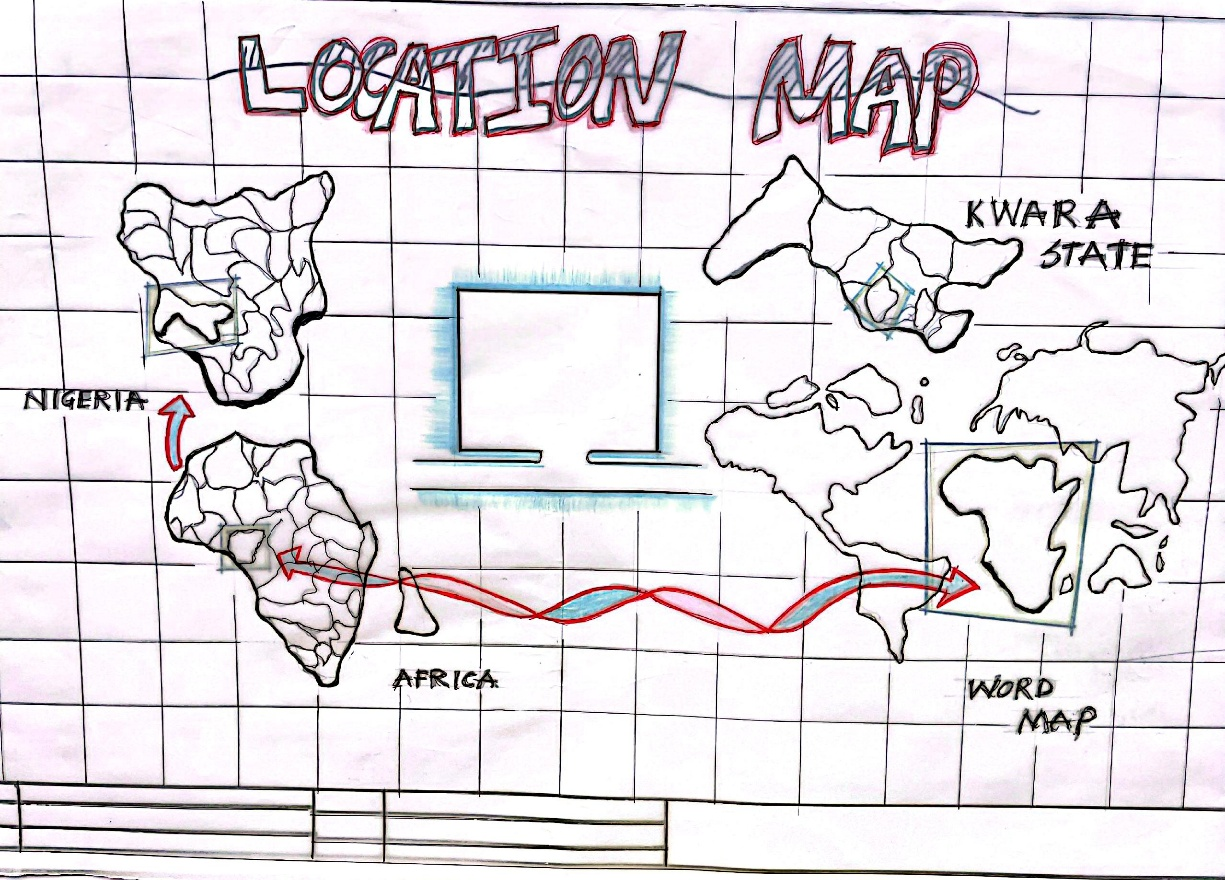 LOCATION MAP
KWARA
STATE
NIGERIA
AFRICA
WORD
MAP